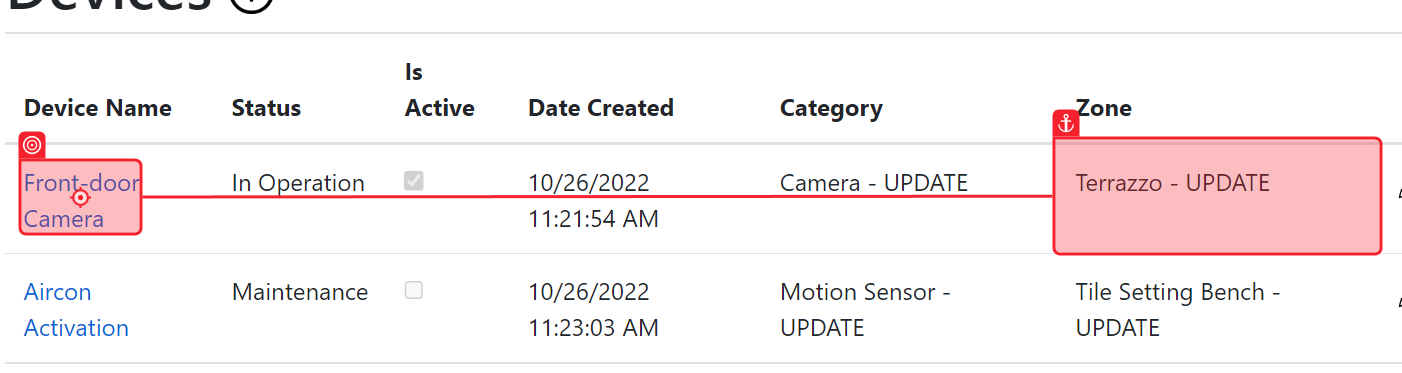 Devices
Is
Device Name Status Active Date Created Category Zone
Front-door In Operation 10/26/2022 Camera - UPDATE Terrazzo - UPDATE
Camera 11:21:54 AM
Aircon Maintenance 10/26/2022 Motion Sensor - Tile Setting Bench -
Activation 11:23:03 AM UPDATE UPDATE